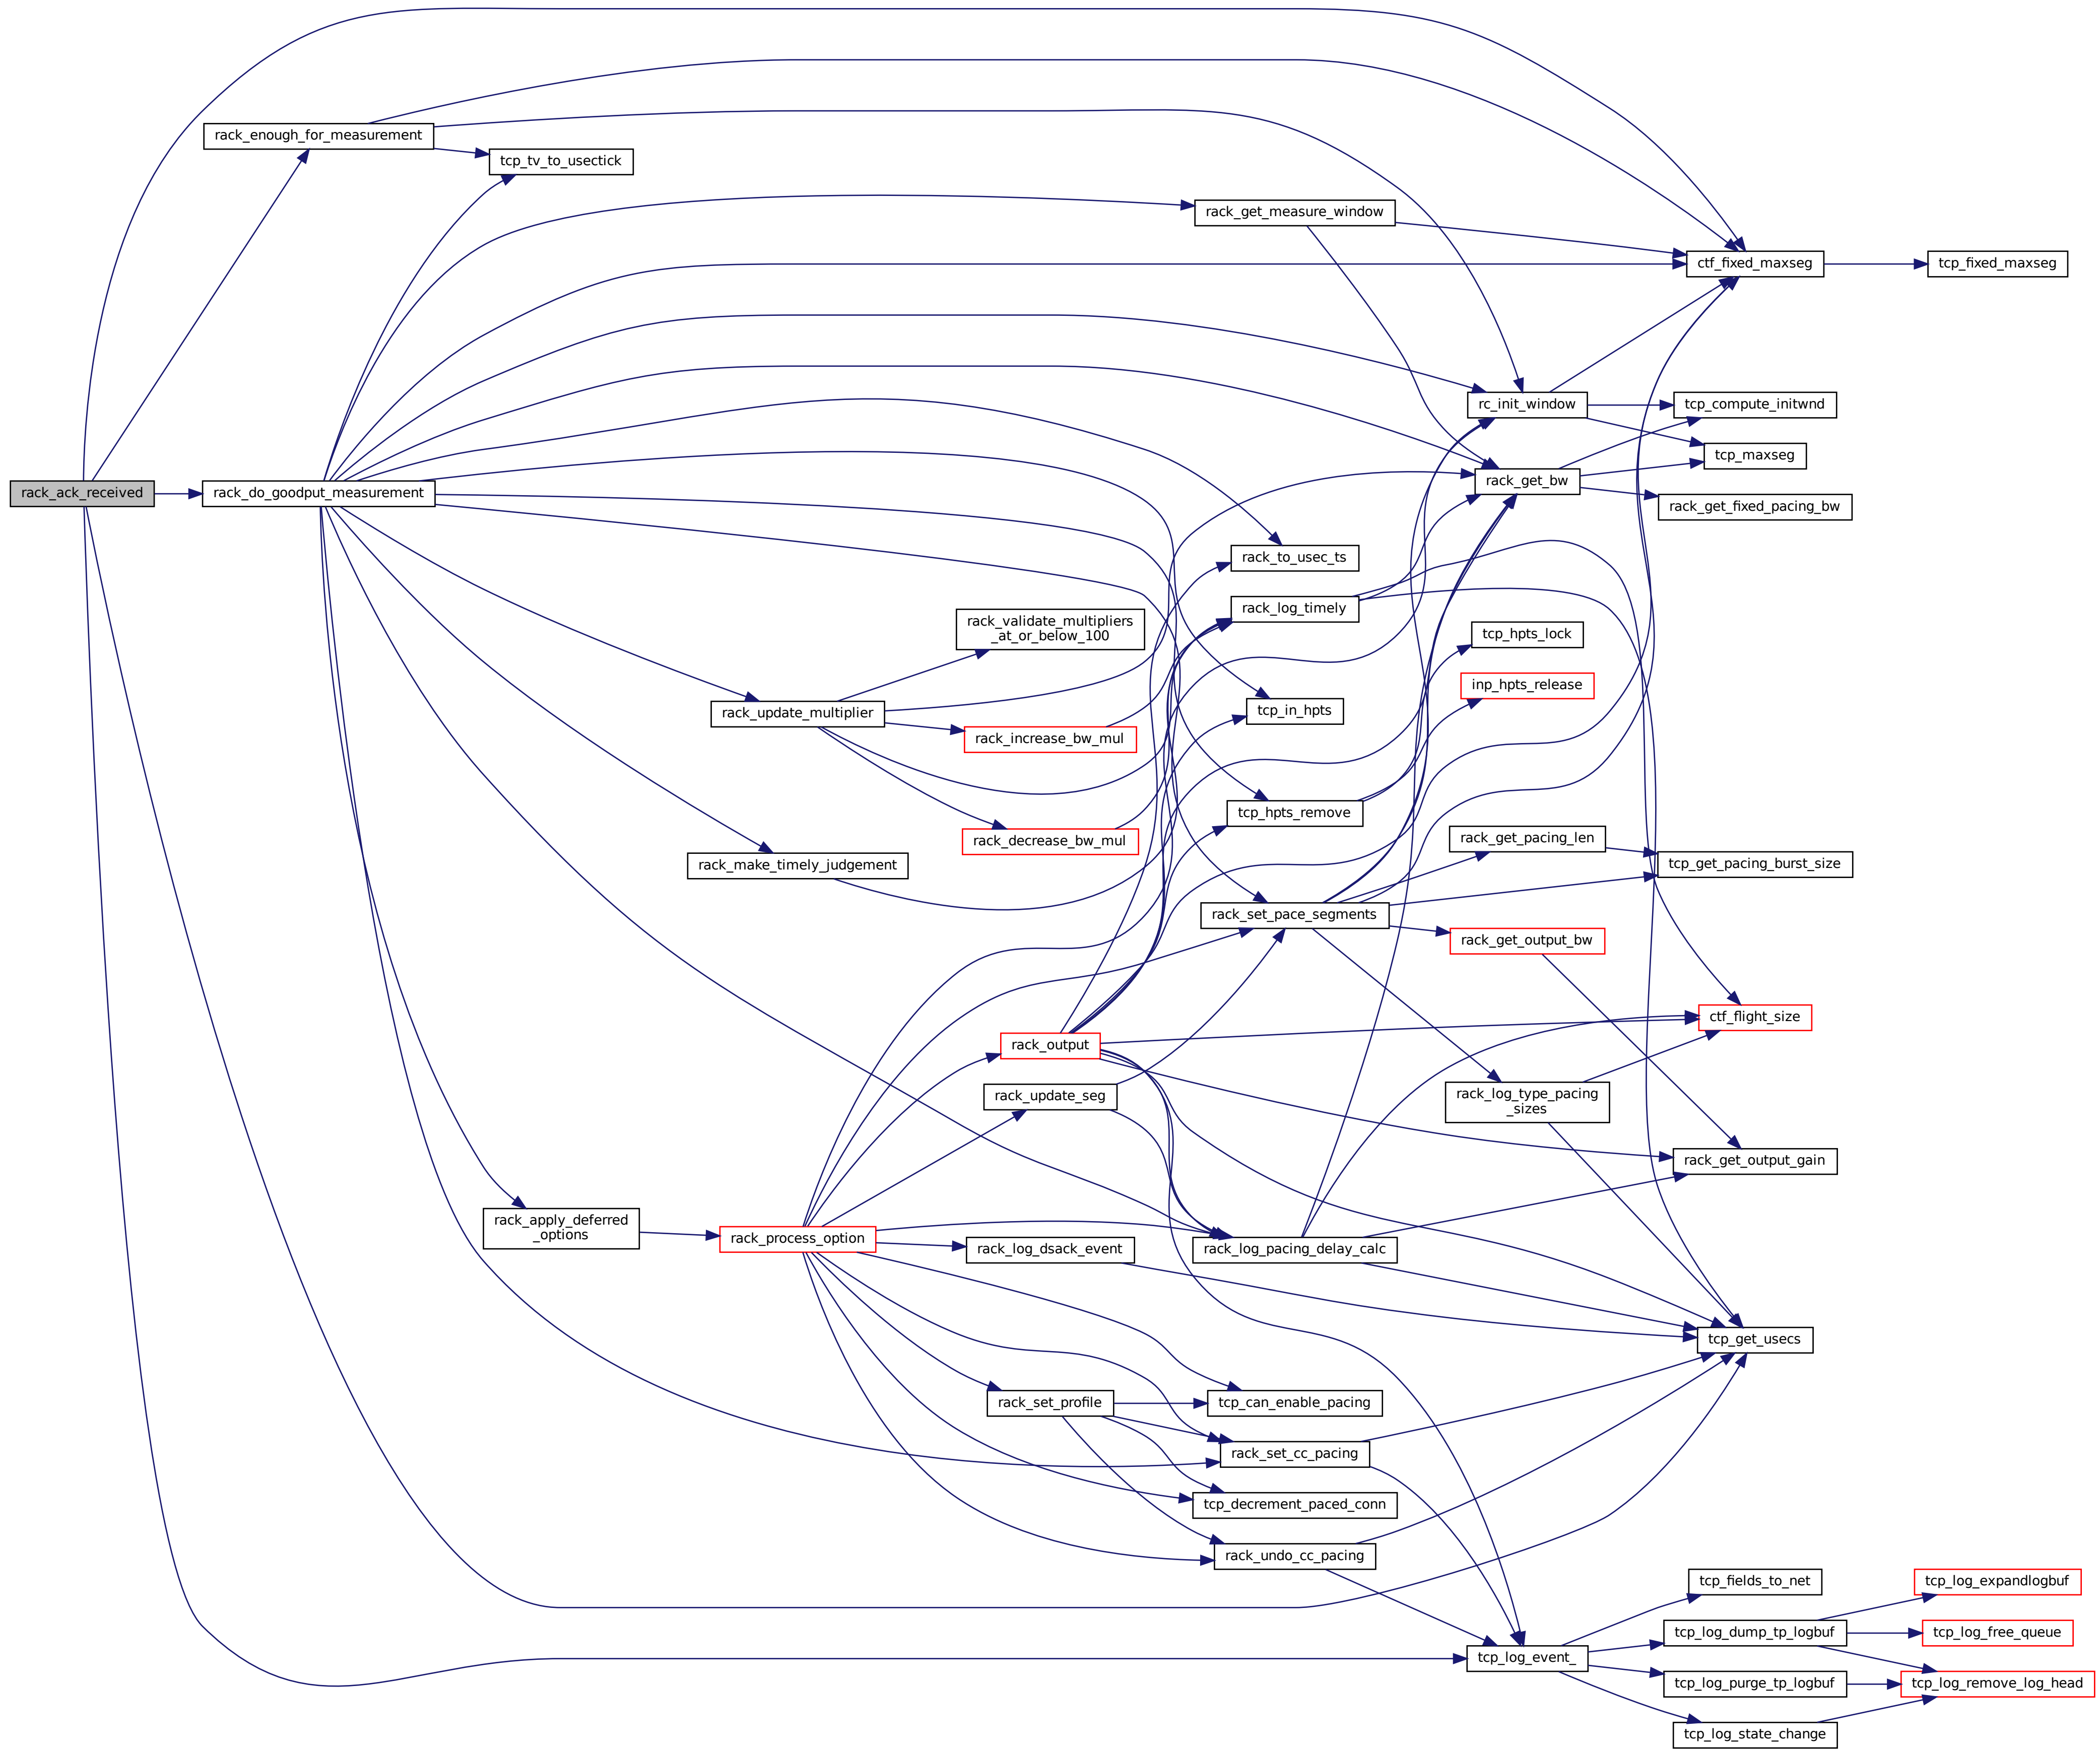 rack_enough_for_measurement
tcp_tv_to_usectick
rack_get_measure_window
ctf_fixed_maxseg
tcp_fixed_maxseg
rc_init_window
tcp_compute_initwnd
tcp_maxseg
rack_ack_received
rack_do_goodput_measurement
rack_get_bw
rack_get_fixed_pacing_bw
rack_to_usec_ts
rack_log_timely
rack_validate_multipliers
_at_or_below_100
tcp_hpts_lock
inp_hpts_release
rack_update_multiplier
tcp_in_hpts
rack_increase_bw_mul
tcp_hpts_remove
rack_decrease_bw_mul
rack_get_pacing_len
rack_make_timely_judgement
tcp_get_pacing_burst_size
rack_set_pace_segments
rack_get_output_bw
ctf_flight_size
rack_output
rack_update_seg
rack_log_type_pacing
_sizes
rack_get_output_gain
rack_apply_deferred
_options
rack_process_option
rack_log_dsack_event
rack_log_pacing_delay_calc
tcp_get_usecs
rack_set_profile
tcp_can_enable_pacing
rack_set_cc_pacing
tcp_decrement_paced_conn
rack_undo_cc_pacing
tcp_fields_to_net
tcp_log_expandlogbuf
tcp_log_dump_tp_logbuf
tcp_log_free_queue
tcp_log_event_
tcp_log_purge_tp_logbuf
tcp_log_remove_log_head
tcp_log_state_change